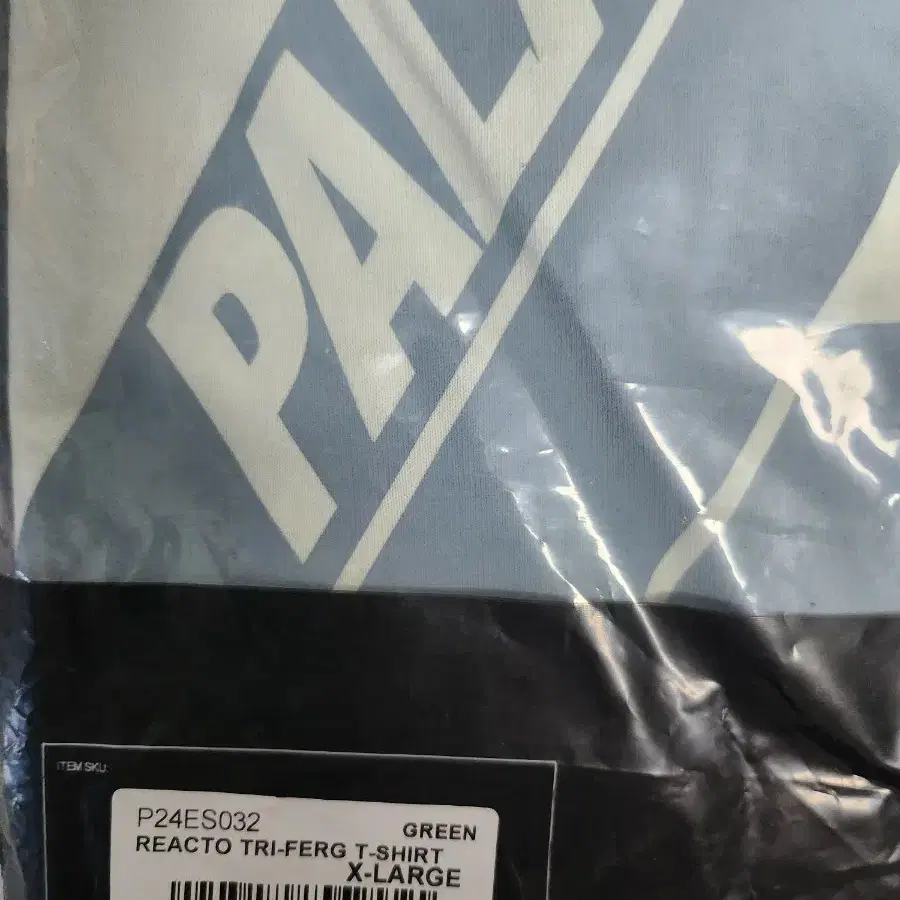 PAL
ITEM SKU:
P24ES032
GREEN
REACTO TRI-FERG T-SHIRT
X-LARGE